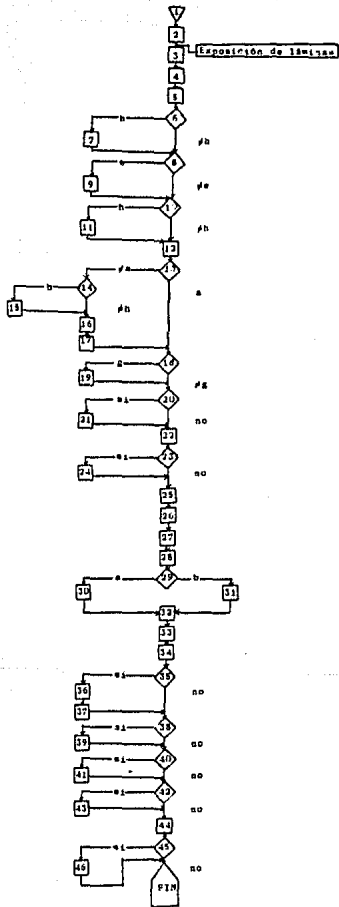 1
2
Exposición de láminas
3
4
5
6
b
7
≠b
8
9
≠e
11
b
≠b
12
≠a
14
a
b
15
≠b
16
17
g
18
19
≠g
si
20
21
no
22
si
23
24
no
25
26
27
28
29
a
b
30
31
32
33
34
si
35
36
no
37
si
38
39
no
si
40
41
no
si
42
43
no
44
si
45
46
no
FIN